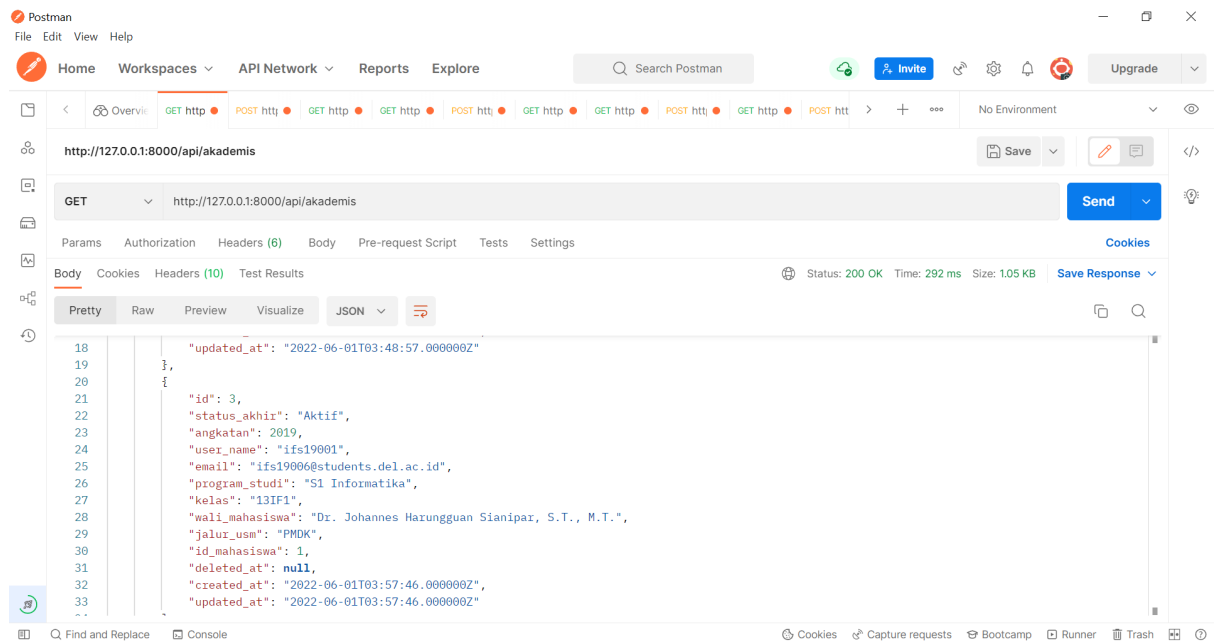 Postman
File Edit View Help
Home Workspaces API Network Reports Explore Search Postman Invite Upgrade
Overvie GET http POST http GET http GET http POST http GET http GET http POST http GET http POST htt No Environment
http://127.0.0.1:8000/api/akademis Save
GET http://127.0.0.1:8000/api/akademis Send
Params Authorization Headers (6) Body Pre-request Script Tests Settings Cookies
Body Cookies Headers (10) Test Results Status: 200 OK Time: 292 ms Size: 1.05 KB Save Response
Pretty Raw Preview Visualize JSON
18 "updated_at": "2022-06-01T03:48:57.000000Z"
19 },
20 {
21 "id": 3,
22 "status_akhir": "Aktif",
23 "angkatan": 2019,
24 "user_name": "ifs19001",
25 "email": "ifs19006@students.del.ac.id",
26 "program_studi": "S1 Informatika",
27 "kelas": "13IF1",
28 "wali_mahasiswa": "Dr. Johannes Harungguan Sianipar, S.T., M.T.",
29 "jalur_usm": "PMDK",
30 "id_mahasiswa": 1,
31 "deleted_at": null,
32 "created_at": "2022-06-01T03:57:46.000000Z",
33 "updated_at": "2022-06-01T03:57:46.000000Z"
Find and Replace Console Cookies Capture requests Bootcamp Runner Trash